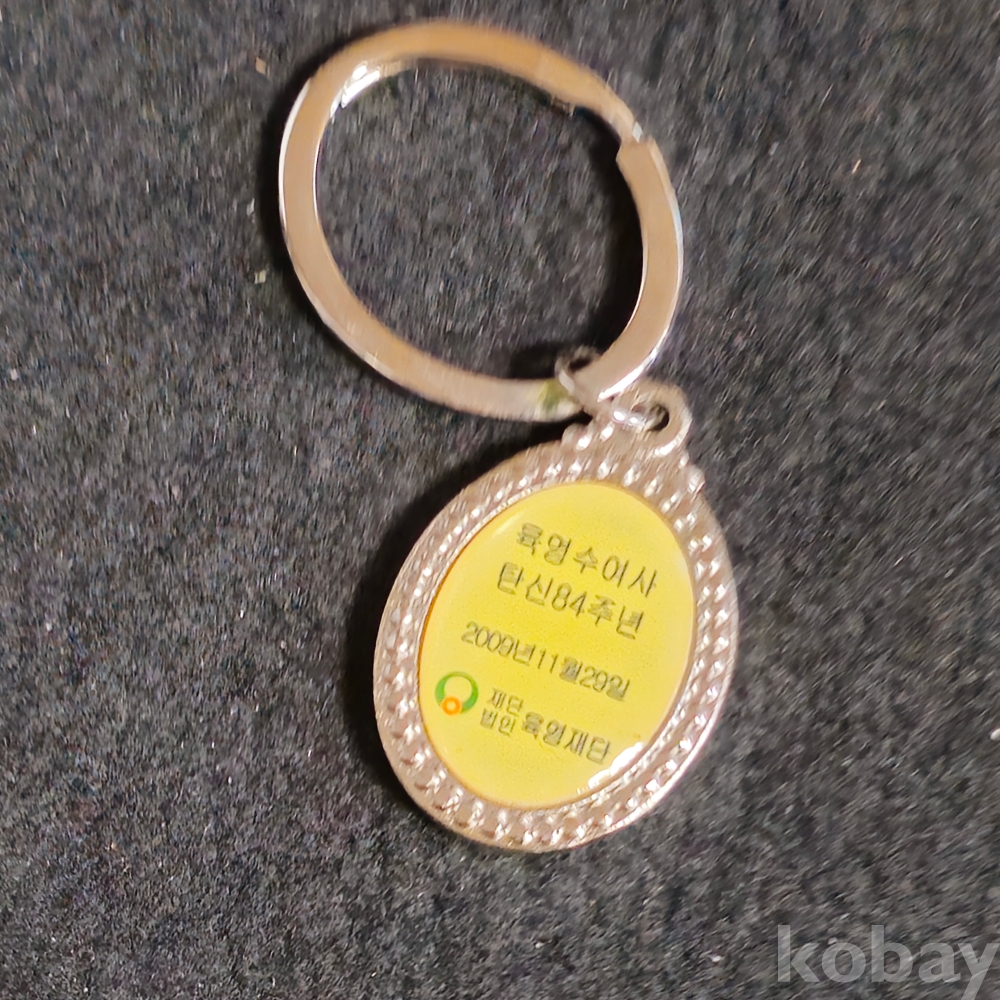 육영수여사
탄신84주년
2009년11월29일
재단
법인 육영재단
kobay